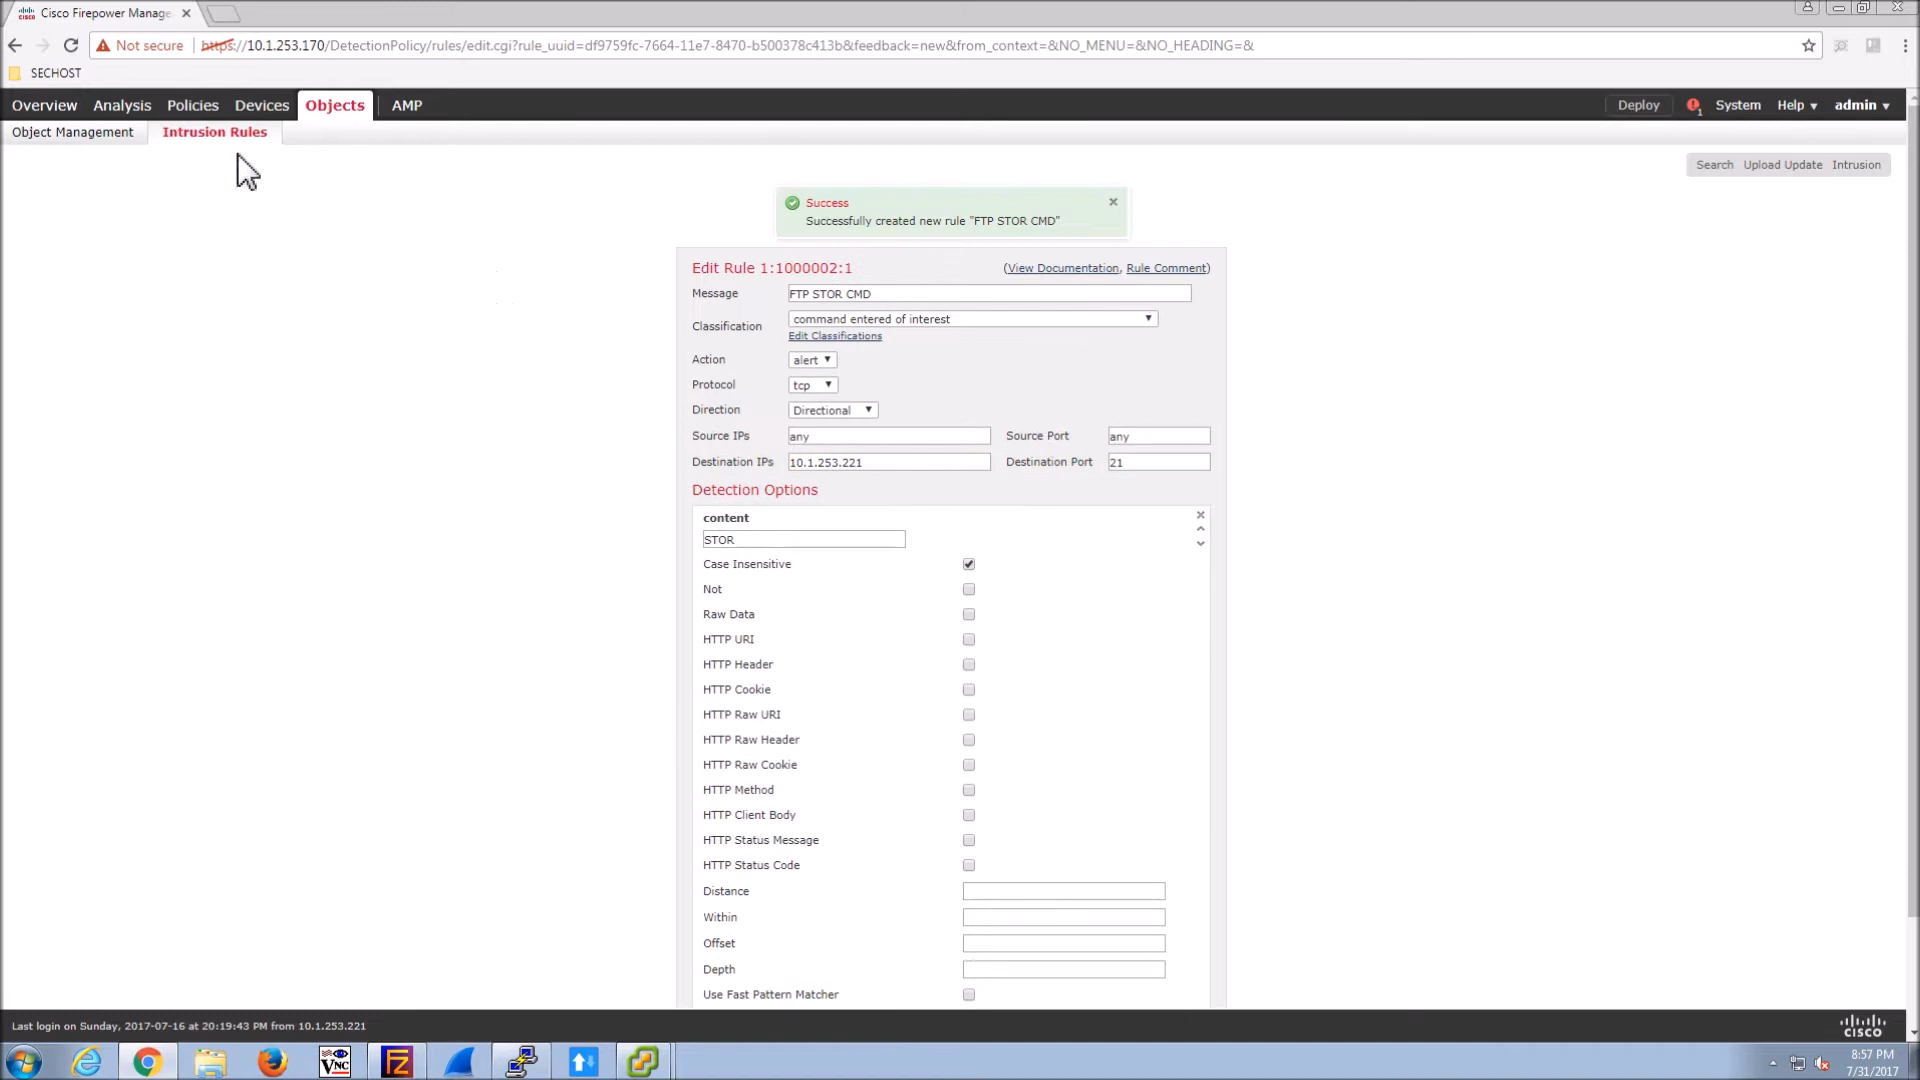 Cisco Firepower Manage
Not secure https://10.1.253.170/DetectionPolicy/rules/edit.cgi?rule_uuid=df9759fc-7664-11e7-8470-b500378c413b&feedback=new&from_context=&NO_MENU=&NO_HEADING=&
SECHOST
Overview Analysis Policies Devices Objects AMP Deploy 1 System Help admin
Object Management Intrusion Rules
Search Upload Update Intrusion
Success
Successfully created new rule "FTP STOR CMD"
Edit Rule 1:1000002:1 (View Documentation, Rule Comment)
Message FTP STOR CMD
Classification command entered of interest
Edit Classifications
Action alert
Protocol tcp
Direction Directional
Source IPs any Source Port any
Destination IPs 10.1.253.221 Destination Port 21
Detection Options
content
STOR
Case Insensitive
Not
Raw Data
HTTP URI
HTTP Header
HTTP Cookie
HTTP Raw URI
HTTP Raw Header
HTTP Raw Cookie
HTTP Method
HTTP Client Body
HTTP Status Message
HTTP Status Code
Distance
Within
Offset
Depth
Use Fast Pattern Matcher
Last login on Sunday, 2017-07-16 at 20:19:43 PM from 10.1.253.221
CISCO
VNC
FZ
8:57 PM
7/31/2017